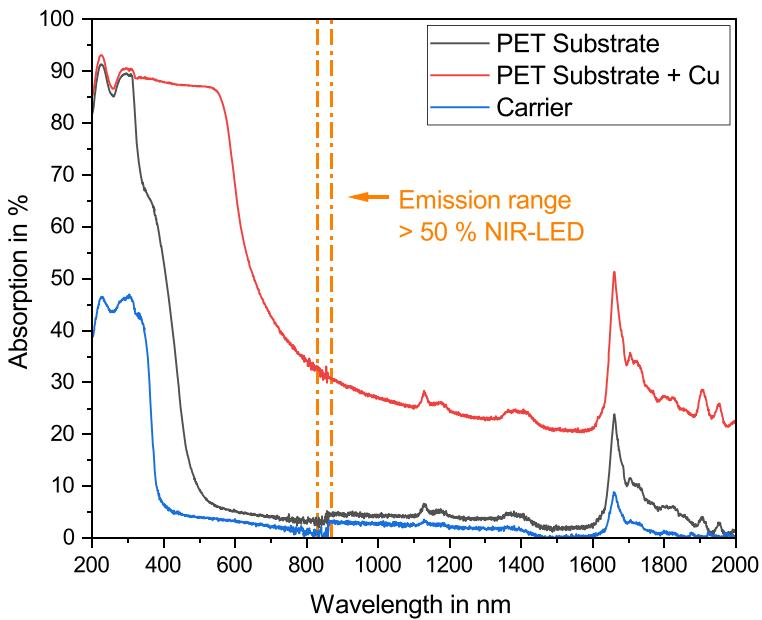 100
90
80
70
60
50
40
30
20
10
0
Absorption in %
PET Substrate
PET Substrate + Cu
Carrier
Emission range
> 50 % NIR-LED
200 400 600 800 1000 1200 1400 1600 1800 2000
Wavelength in nm